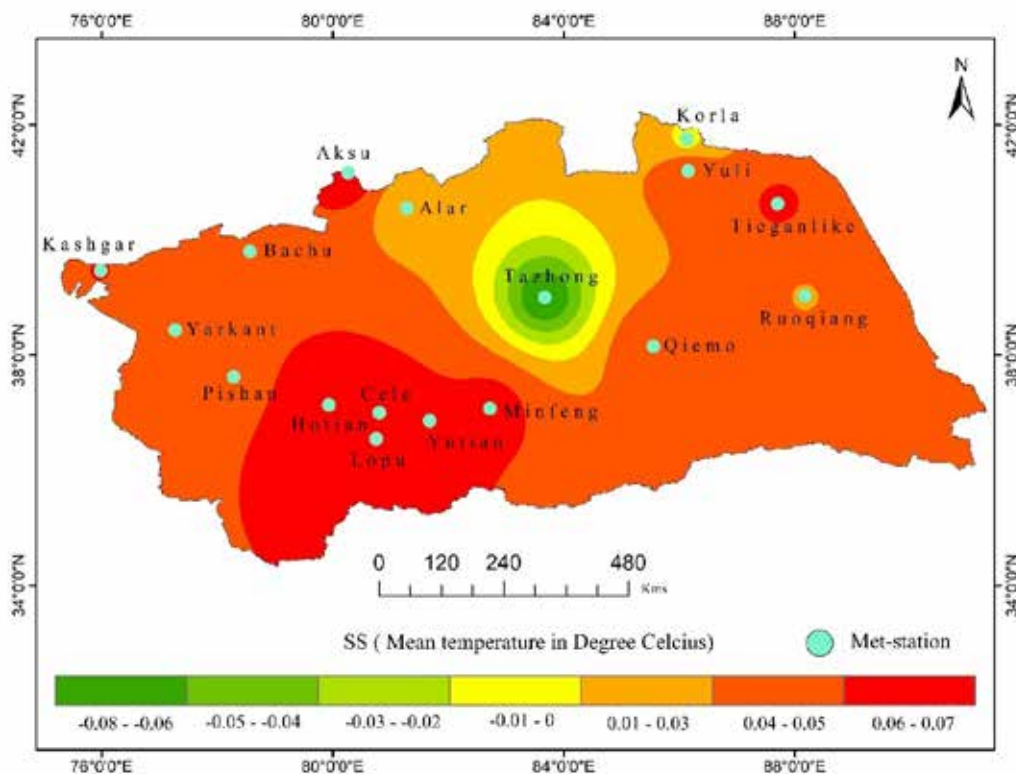 76°0'0"E 80°0'0"E 84°0'0"E 88°0'0"E
N
42°0'0"N 42°0'0"N
Korla
Aksu
Yuli
Alar
Tieganlike
Kashgar
Bachu
Tazhong
Ruoqiang
Yarkant
Qiemo
38°0'0"N 38°0'0"N
Pishan
Cele
Minfeng
Hotian
Yutian
Lopu
0 120 240 480
Kms
34°0'0"N 34°0'0"N
SS ( Mean temperature in Degree Celcius) Met-station
-0.08 - -0.06 -0.05 - -0.04 -0.03 - -0.02 -0.01 - 0 0.01 - 0.03 0.04 - 0.05 0.06 - 0.07
76°0'0"E 80°0'0"E 84°0'0"E 88°0'0"E